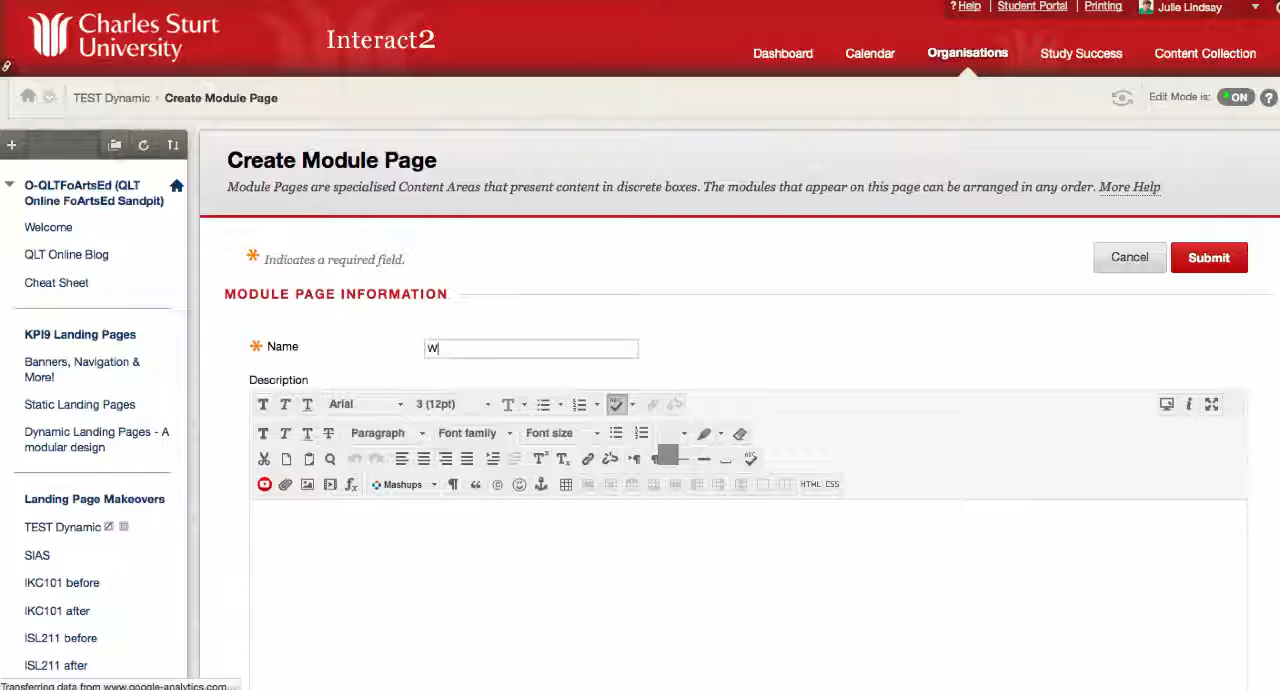 ? Help | Student Portal | Printing Julie Lindsay
Charles Sturt
University
Interact2
Dashboard Calendar Organisations Study Success Content Collection
TEST Dynamic Create Module Page
Edit Mode is: ON ?
O-QLTFoArtsEd (QLT
Online FoArtsEd Sandpit)
Welcome
QLT Online Blog
Cheat Sheet
KPI9 Landing Pages
Banners, Navigation &
More!
Static Landing Pages
Dynamic Landing Pages - A
modular design
Landing Page Makeovers
TEST Dynamic
SIAS
IKC101 before
IKC101 after
ISL211 before
ISL211 after
Create Module Page
Module Pages are specialised Content Areas that present content in discrete boxes. The modules that appear on this page can be arranged in any order. More Help
* Indicates a required field.
Cancel Submit
MODULE PAGE INFORMATION
* Name W
Description
T T T Arial 3 (12pt) T ABC i
T T T T Paragraph Font family Font size
Tx Tx ABC
fx Mashups HTML CSS
Transferring data from www.google-analytics.com...